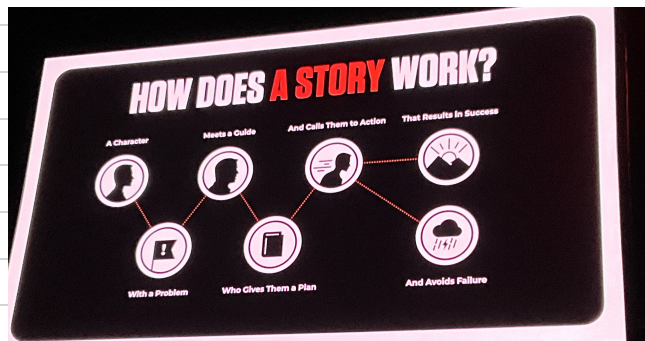 HOW DOES A STORY WORK?
A Character
With a Problem
Meets a Guide
Who Gives Them a Plan
And Calls Them to Action
That Results in Success
And Avoids Failure
!